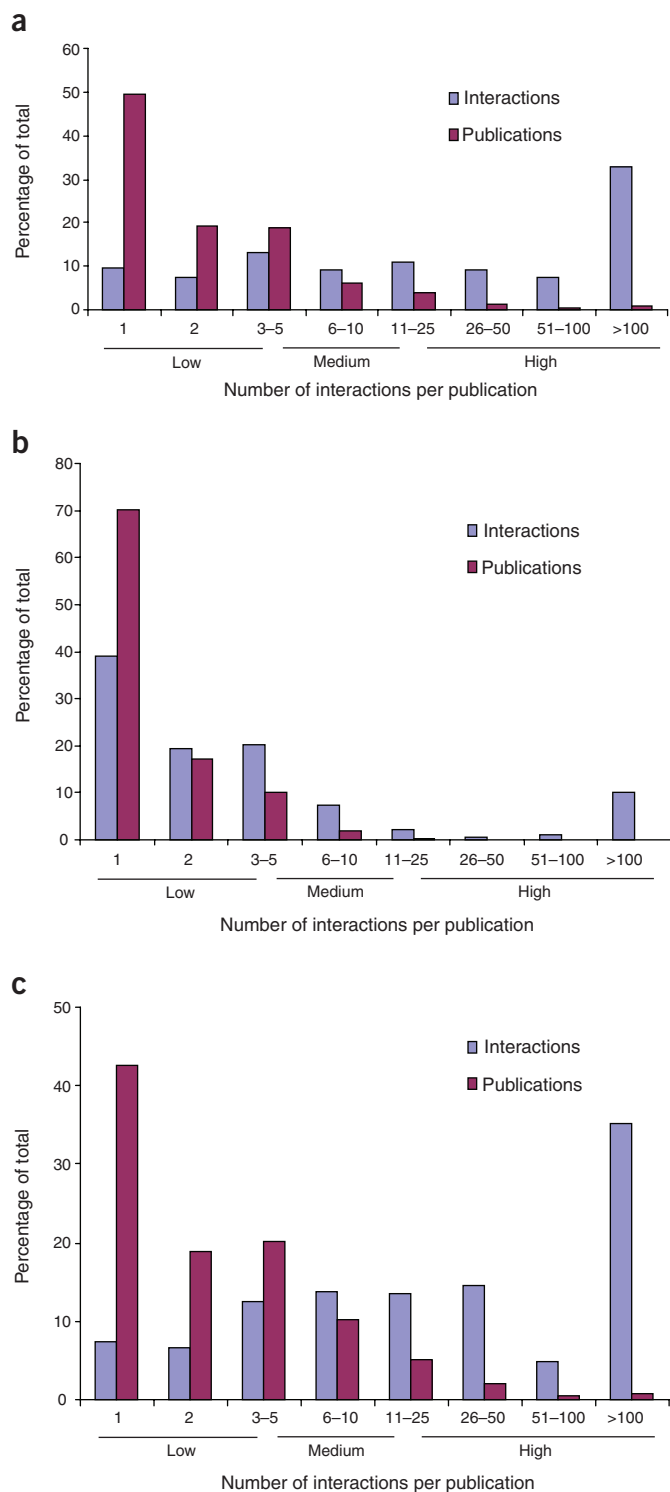 a
60
50
40
30
20
10
0
Percentage of total
Interactions
Publications
1 2 3–5 6–10 11–25 26–50 51–100 >100
Low Medium High
Number of interactions per publication
b
80
70
60
50
40
30
20
10
0
Percentage of total
Interactions
Publications
1 2 3–5 6–10 11–25 26–50 51–100 >100
Low Medium High
Number of interactions per publication
c
50
40
30
20
10
0
Percentage of total
Interactions
Publications
1 2 3–5 6–10 11–25 26–50 51–100 >100
Low Medium High
Number of interactions per publication